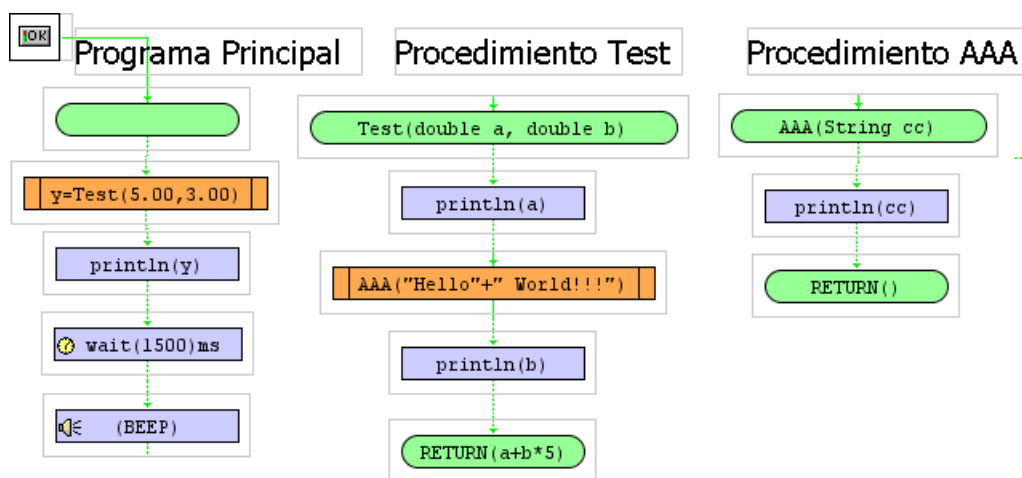 OK
Programa Principal
y=Test(5.00,3.00)
println(y)
wait(1500)ms
(BEEP)
Procedimiento Test
Test(double a, double b)
println(a)
AAA("Hello"+" World!!!")
println(b)
RETURN(a+b*5)
Procedimiento AAA
AAA(String cc)
println(cc)
RETURN()